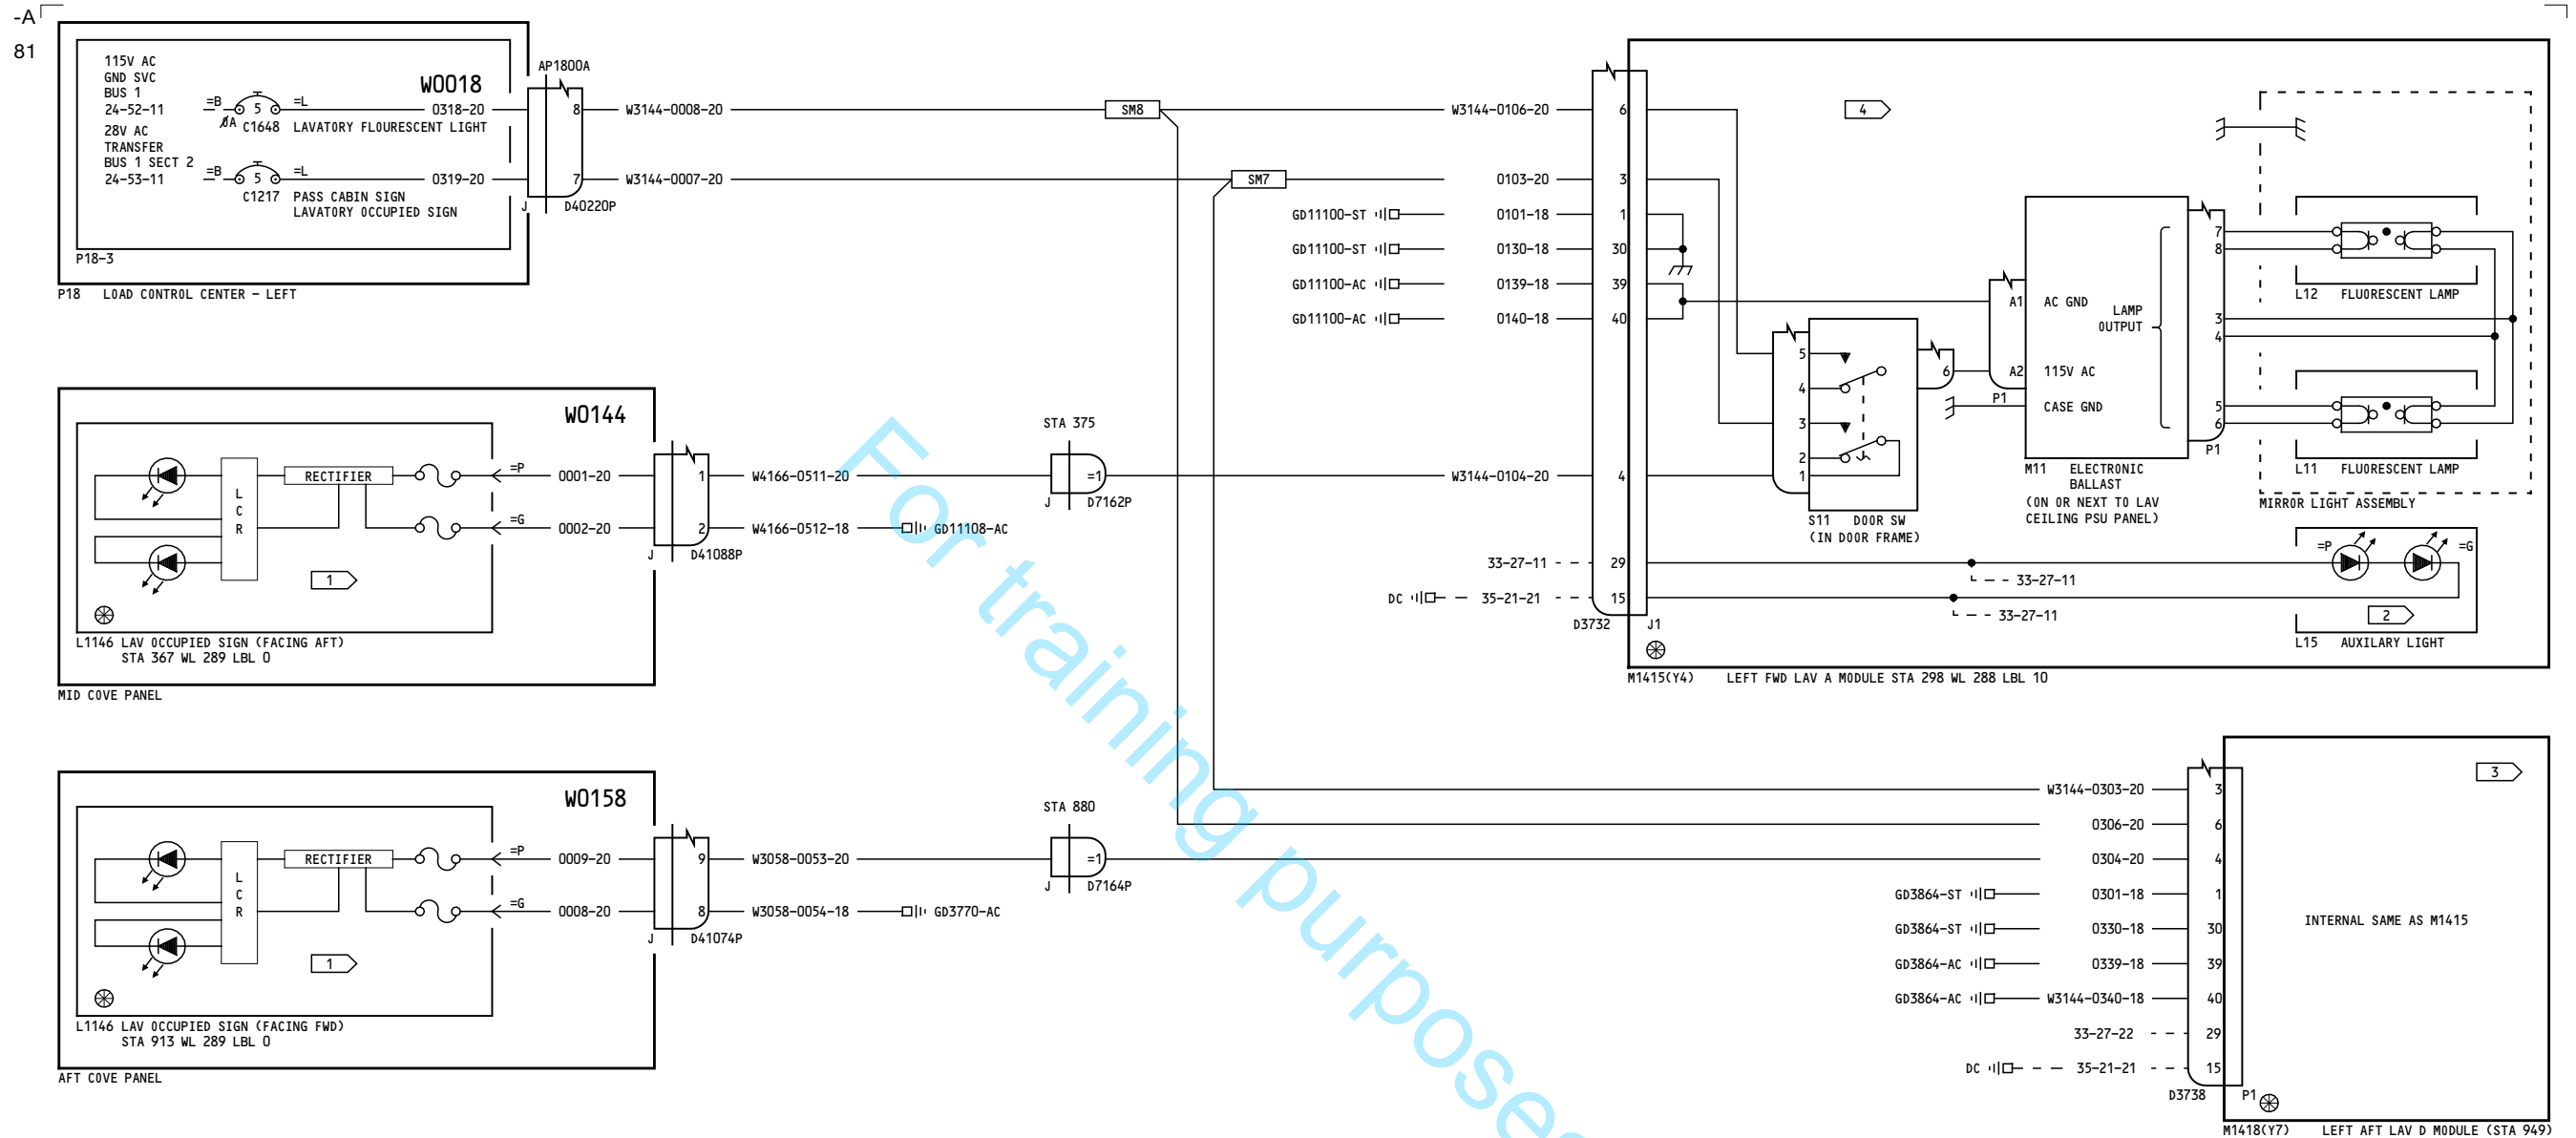 -A
81
115V AC
GND SVC
BUS 1
24-52-11
=B
5
=L
0318-20
ØA
C1648
LAVATORY FLOURESCENT LIGHT
28V AC
TRANSFER
BUS 1 SECT 2
24-53-11
=B
5
=L
0319-20
C1217
PASS CABIN SIGN
LAVATORY OCCUPIED SIGN
W0018
P18-3
P18 LOAD CONTROL CENTER - LEFT
AP1800A
8
7
J
D40220P
W3144-0008-20
W3144-0007-20
SM8
SM7
W3144-0106-20
6
0103-20
3
GD11100-ST
0101-18
1
GD11100-ST
0130-18
30
GD11100-AC
0139-18
39
GD11100-AC
0140-18
40
W3144-0104-20
4
33-27-11
29
DC
35-21-21
15
D3732
J1
4
5
4
3
2
1
6
S11 DOOR SW
(IN DOOR FRAME)
A1
AC GND
A2
115V AC
P1
CASE GND
LAMP
OUTPUT
7
8
3
4
5
6
P1
M11 ELECTRONIC
BALLAST
(ON OR NEXT TO LAV
CEILING PSU PANEL)
L12 FLUORESCENT LAMP
L11 FLUORESCENT LAMP
MIRROR LIGHT ASSEMBLY
33-27-11
33-27-11
=P
=G
2
L15 AUXILARY LIGHT
M1415(Y4) LEFT FWD LAV A MODULE STA 298 WL 288 LBL 10
W0144
L
C
R
RECTIFIER
=P
0001-20
=G
0002-20
1
L1146 LAV OCCUPIED SIGN (FACING AFT)
STA 367 WL 289 LBL 0
MID COVE PANEL
1
2
J
D41088P
W4166-0511-20
W4166-0512-18
GD11108-AC
STA 375
=1
J
D7162P
W0158
L
C
R
RECTIFIER
=P
0009-20
=G
0008-20
1
L1146 LAV OCCUPIED SIGN (FACING FWD)
STA 913 WL 289 LBL 0
AFT COVE PANEL
9
8
J
D41074P
W3058-0053-20
W3058-0054-18
GD3770-AC
STA 880
=1
J
D7164P
W3144-0303-20
3
0306-20
6
0304-20
4
GD3864-ST
0301-18
1
GD3864-ST
0330-18
30
GD3864-AC
0339-18
39
GD3864-AC
W3144-0340-18
40
33-27-22
29
DC
35-21-21
15
D3738
P1
3
INTERNAL SAME AS M1415
M1418(Y7) LEFT AFT LAV D MODULE (STA 949)
For training purposes